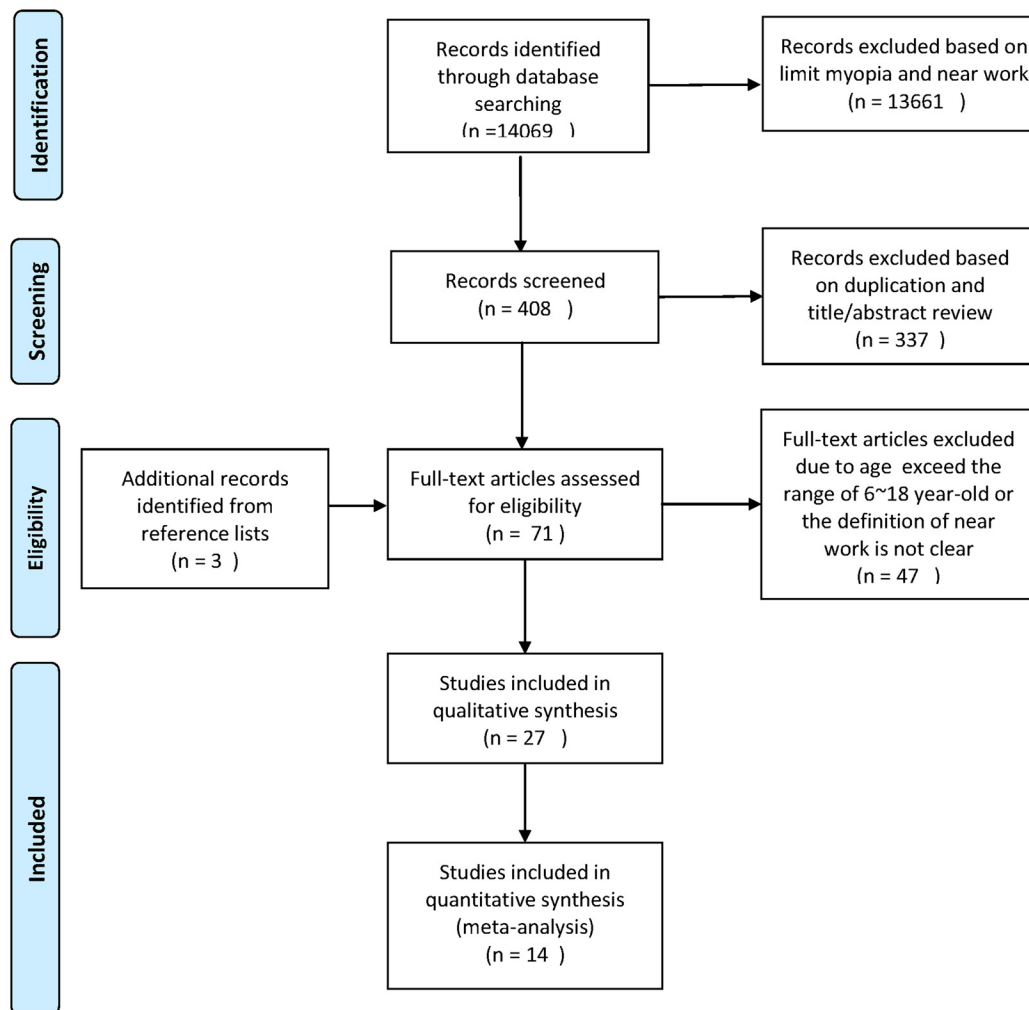 Identification
Records identified
through database
searching
(n =14069 )
Records excluded based on
limit myopia and near work
(n = 13661 )
Screening
Records screened
(n = 408 )
Records excluded based
on duplication and
title/abstract review
(n = 337 )
Eligibility
Additional records
identified from
reference lists
(n = 3 )
Full-text articles assessed
for eligibility
(n = 71 )
Full-text articles excluded
due to age exceed the
range of 6~18 year-old or
the definition of near
work is not clear
(n = 47 )
Included
Studies included in
qualitative synthesis
(n = 27 )
Studies included in
quantitative synthesis
(meta-analysis)
(n = 14 )